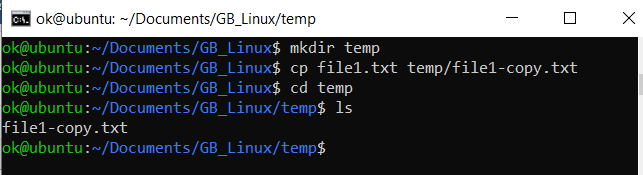 ok@ubuntu: ~/Documents/GB_Linux/temp
ok@ubuntu:~/Documents/GB_Linux$ mkdir temp
ok@ubuntu:~/Documents/GB_Linux$ cp file1.txt temp/file1-copy.txt
ok@ubuntu:~/Documents/GB_Linux$ cd temp
ok@ubuntu:~/Documents/GB_Linux/temp$ ls
file1-copy.txt
ok@ubuntu:~/Documents/GB_Linux/temp$